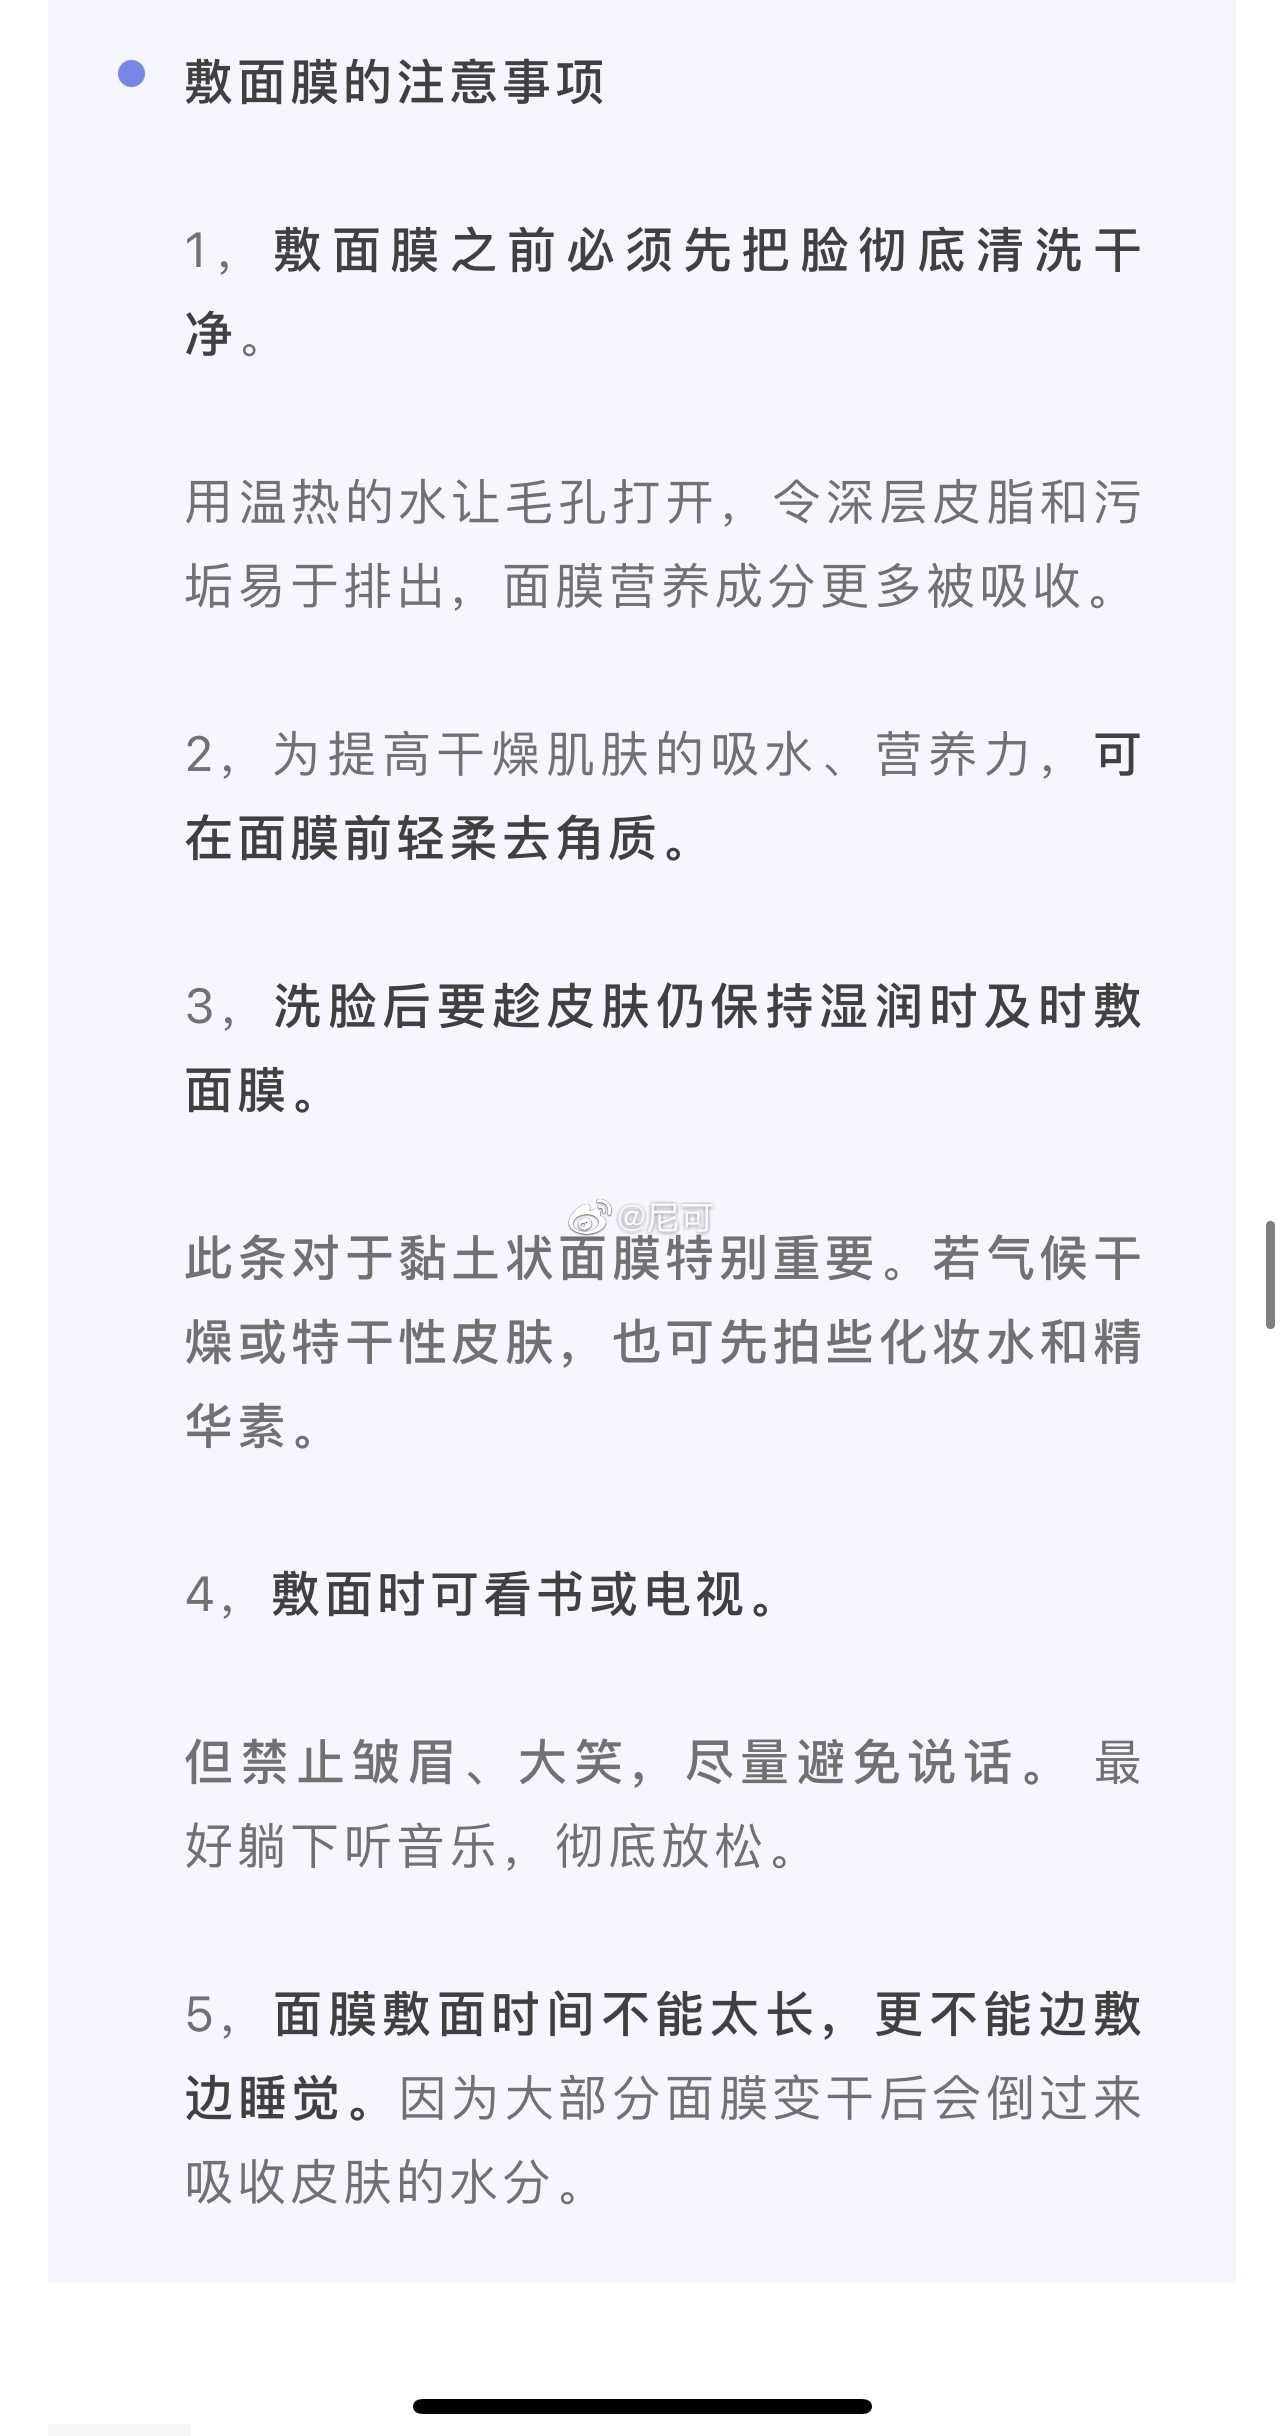 敷面膜的注意事项
1，敷面膜之前必须先把脸彻底清洗干
净。
用温热的水让毛孔打开，令深层皮脂和污
垢易于排出，面膜营养成分更多被吸收。
2，为提高干燥肌肤的吸水、营养力，可
在面膜前轻柔去角质。
3，洗脸后要趁皮肤仍保持湿润时及时敷
面膜。
@尼可
此条对于黏土状面膜特别重要。若气候干
燥或特干性皮肤，也可先拍些化妆水和精
华素。
4，敷面时可看书或电视。
但禁止皱眉、大笑，尽量避免说话。 最
好躺下听音乐，彻底放松。
5，面膜敷面时间不能太长，更不能边敷
边睡觉。因为大部分面膜变干后会倒过来
吸收皮肤的水分。